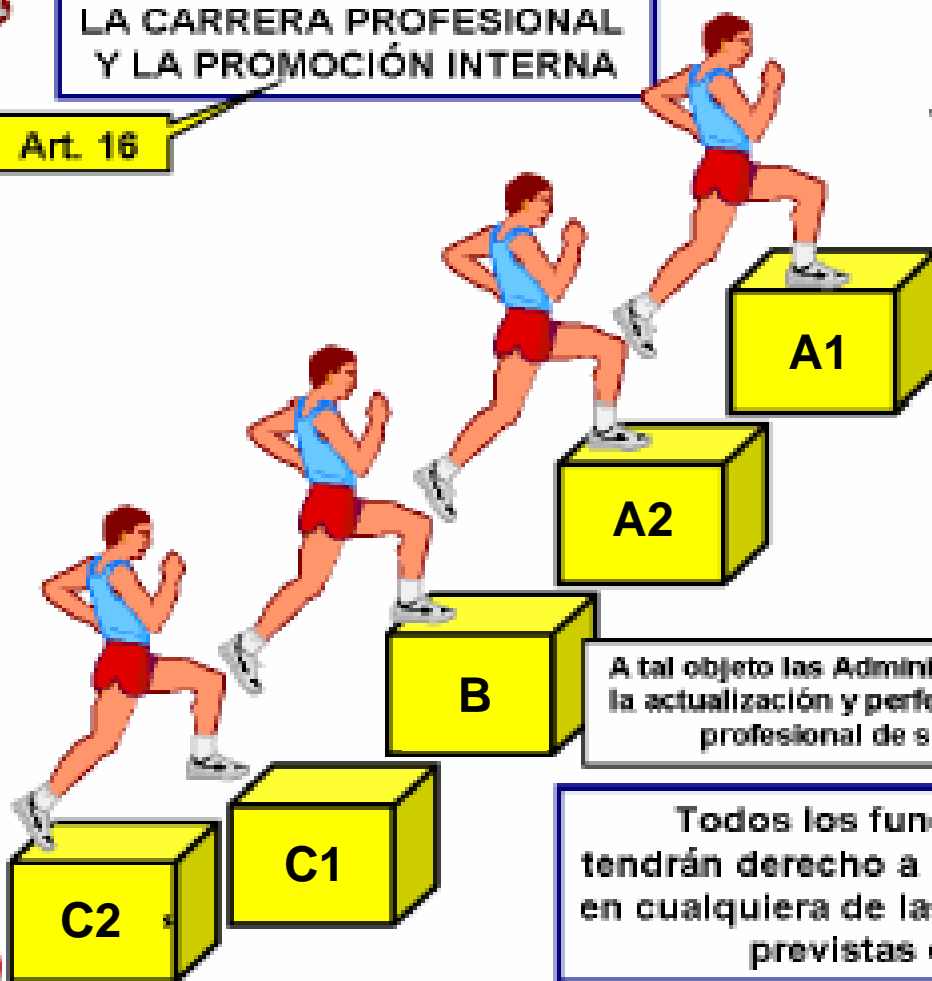 LA CARRERA PROFESIONAL
Y LA PROMOCIÓN INTERNA
Art. 16
A1
A2
B
A tal objeto las Admini
la actualización y perfe
profesional de s
C1
C2
Todos los fun
tendrán derecho a
en cualquiera de la
previstas